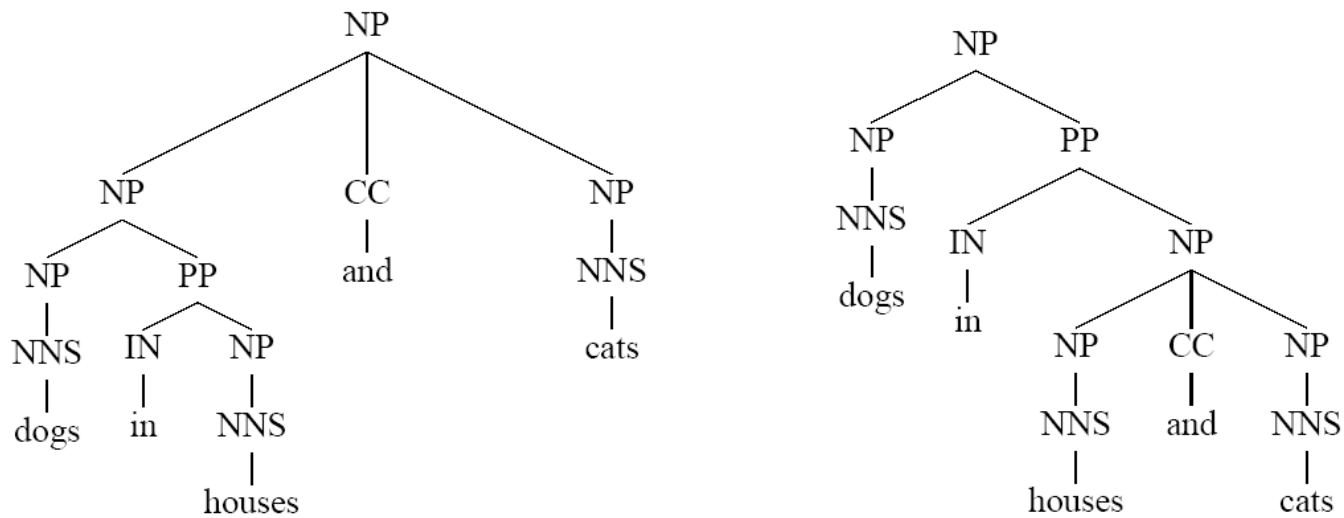 NP
NP CC NP
NP PP and NNS
NNS IN NP cats
dogs in NNS
houses
NP
NP PP
NNS IN NP
dogs in NP CC NP
NNS and NNS
houses cats